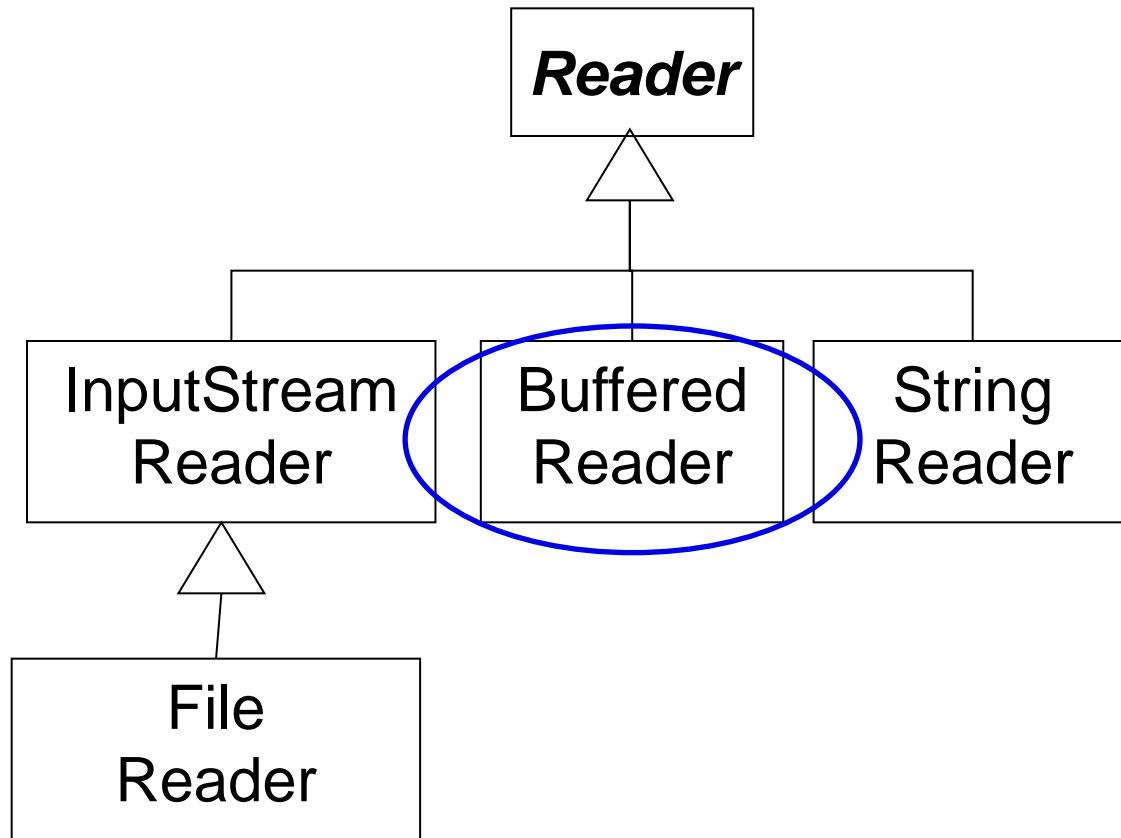 Reader
InputStream
Reader
Buffered
Reader
String
Reader
File
Reader